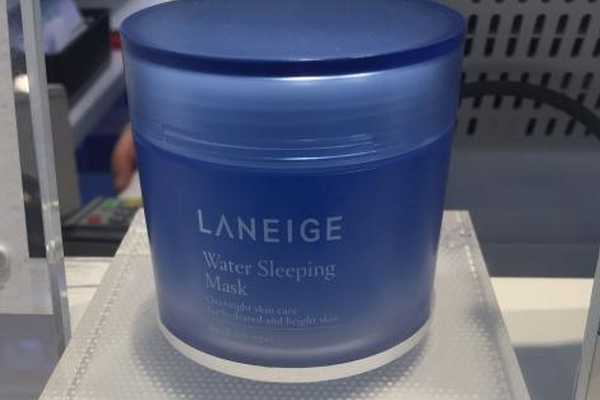 LANEIGE
Water Sleeping
Mask
Overnight skin care
for hydrated and bright skin